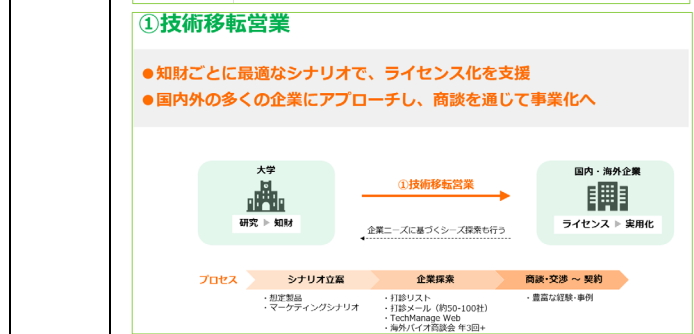 ①技術移転営業
●知財ごとに最適なシナリオで、ライセンス化を支援
●国内外の多くの企業にアプローチし、商談を通じて事業化へ
大学
研究 ▶ 知財
①技術移転営業
企業ニーズに基づくシーズ探索も行う
国内・海外企業
ライセンス ▶ 実用化
プロセス
シナリオ立案
企業探索
商談・交渉 ～ 契約
・想定製品
・マーケティングシナリオ
・打診リスト
・打診メール（約50-100社）
・TechManage Web
・海外バイオ商談会 年3回+
・豊富な経験・事例